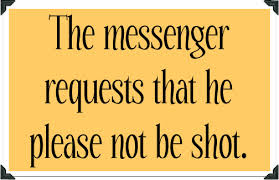 The messenger
requests that he
please not be shot.